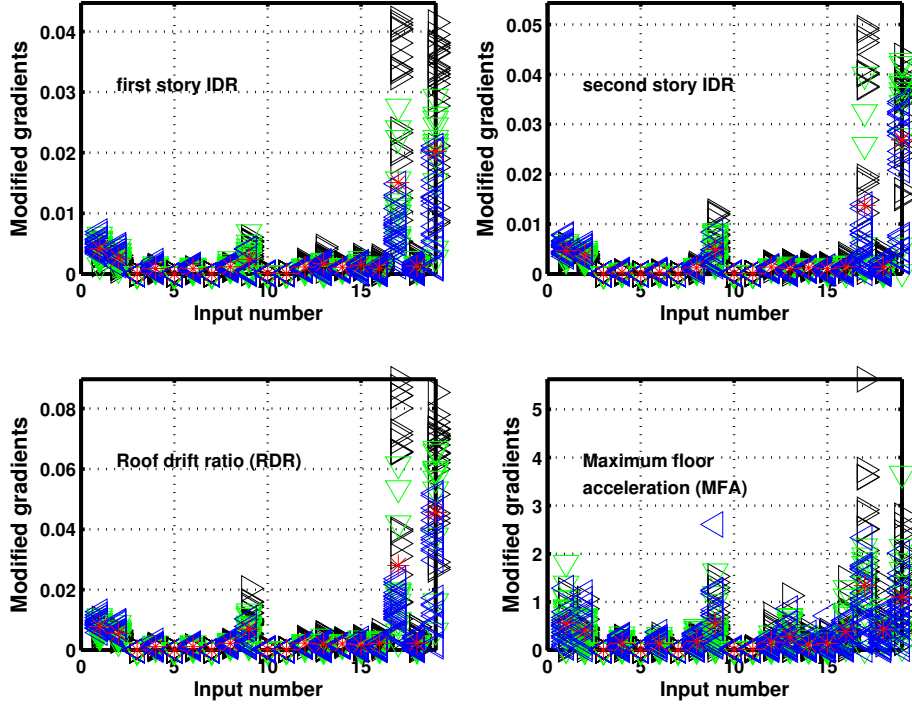 0.04
0.03
0.02
0.01
0
Modified gradients
first story IDR
0 5 10 15
Input number
0.05
0.04
0.03
0.02
0.01
0
Modified gradients
second story IDR
0 5 10 15
Input number
0.08
0.06
0.04
0.02
0
Modified gradients
Roof drift ratio (RDR)
0 5 10 15
Input number
5
4
3
2
1
0
Modified gradients
Maximum floor
acceleration (MFA)
0 5 10 15
Input number